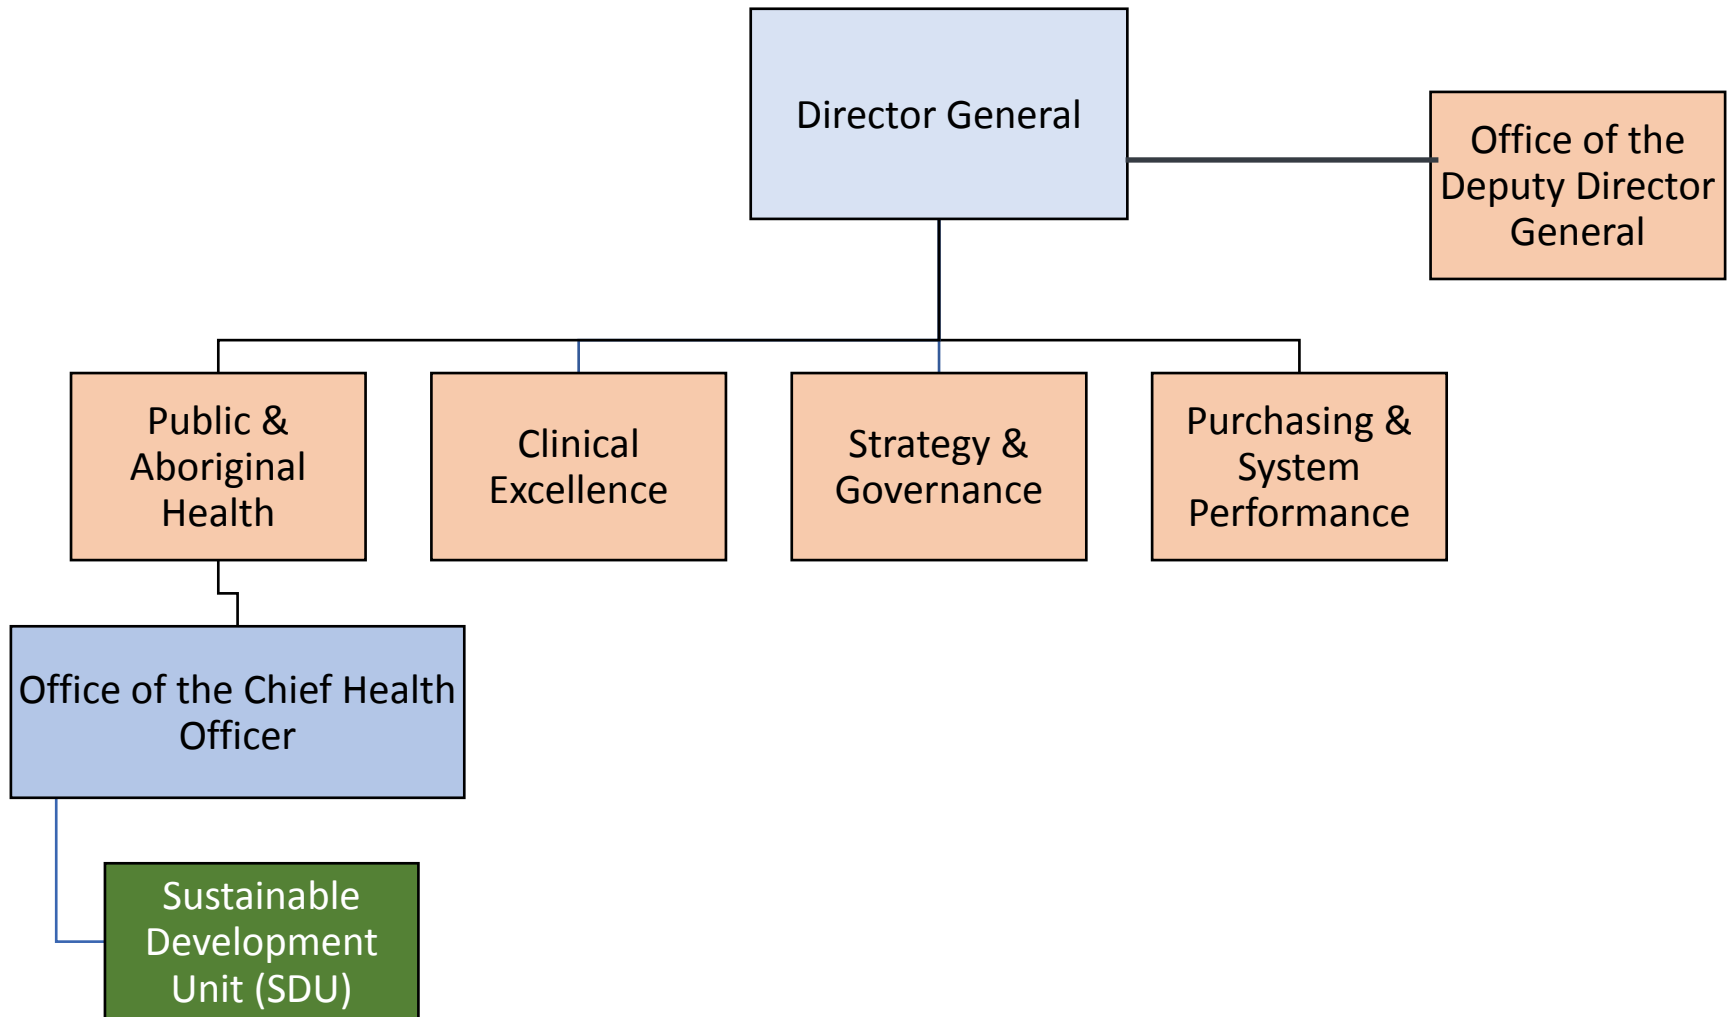 Director General
Office of the
Deputy Director
General
Public &
Aboriginal
Health
Clinical
Excellence
Strategy &
Governance
Purchasing &
System
Performance
Office of the Chief Health
Officer
Sustainable
Development
Unit (SDU)